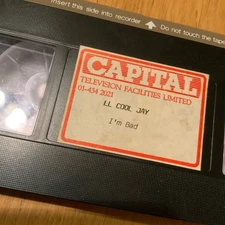 Insert this side into recorder ▲ Do not touch the tape
CAPITAL
TELEVISION FACILITIES LIMITED
01-434 2021
LL COOL JAY
I'm Bad